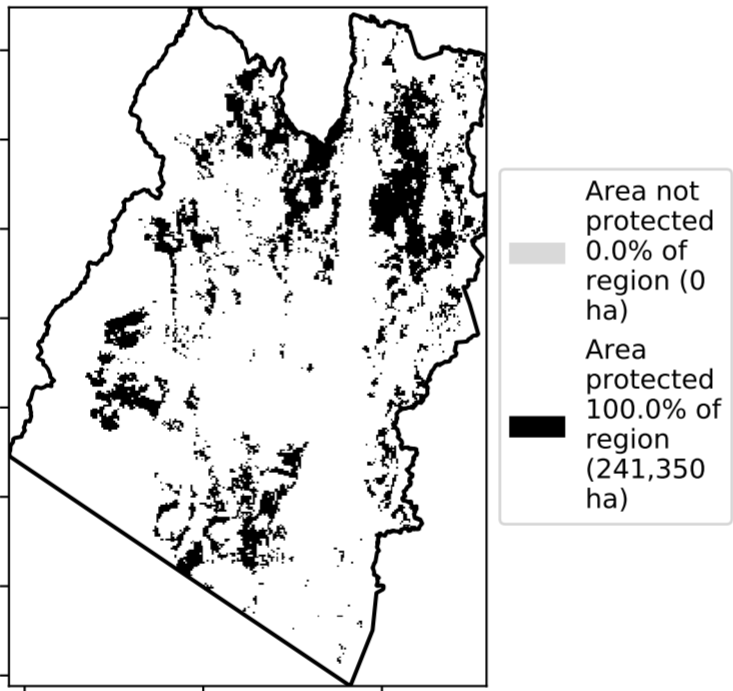 Area not
protected
0.0% of
region (0
ha)
Area
protected
100.0% of
region
(241,350
ha)